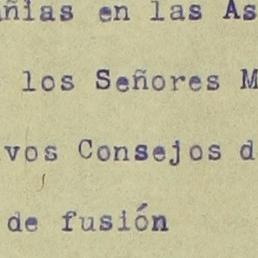 ñias en las As
los Señores M
vos Consejos d
de fusión